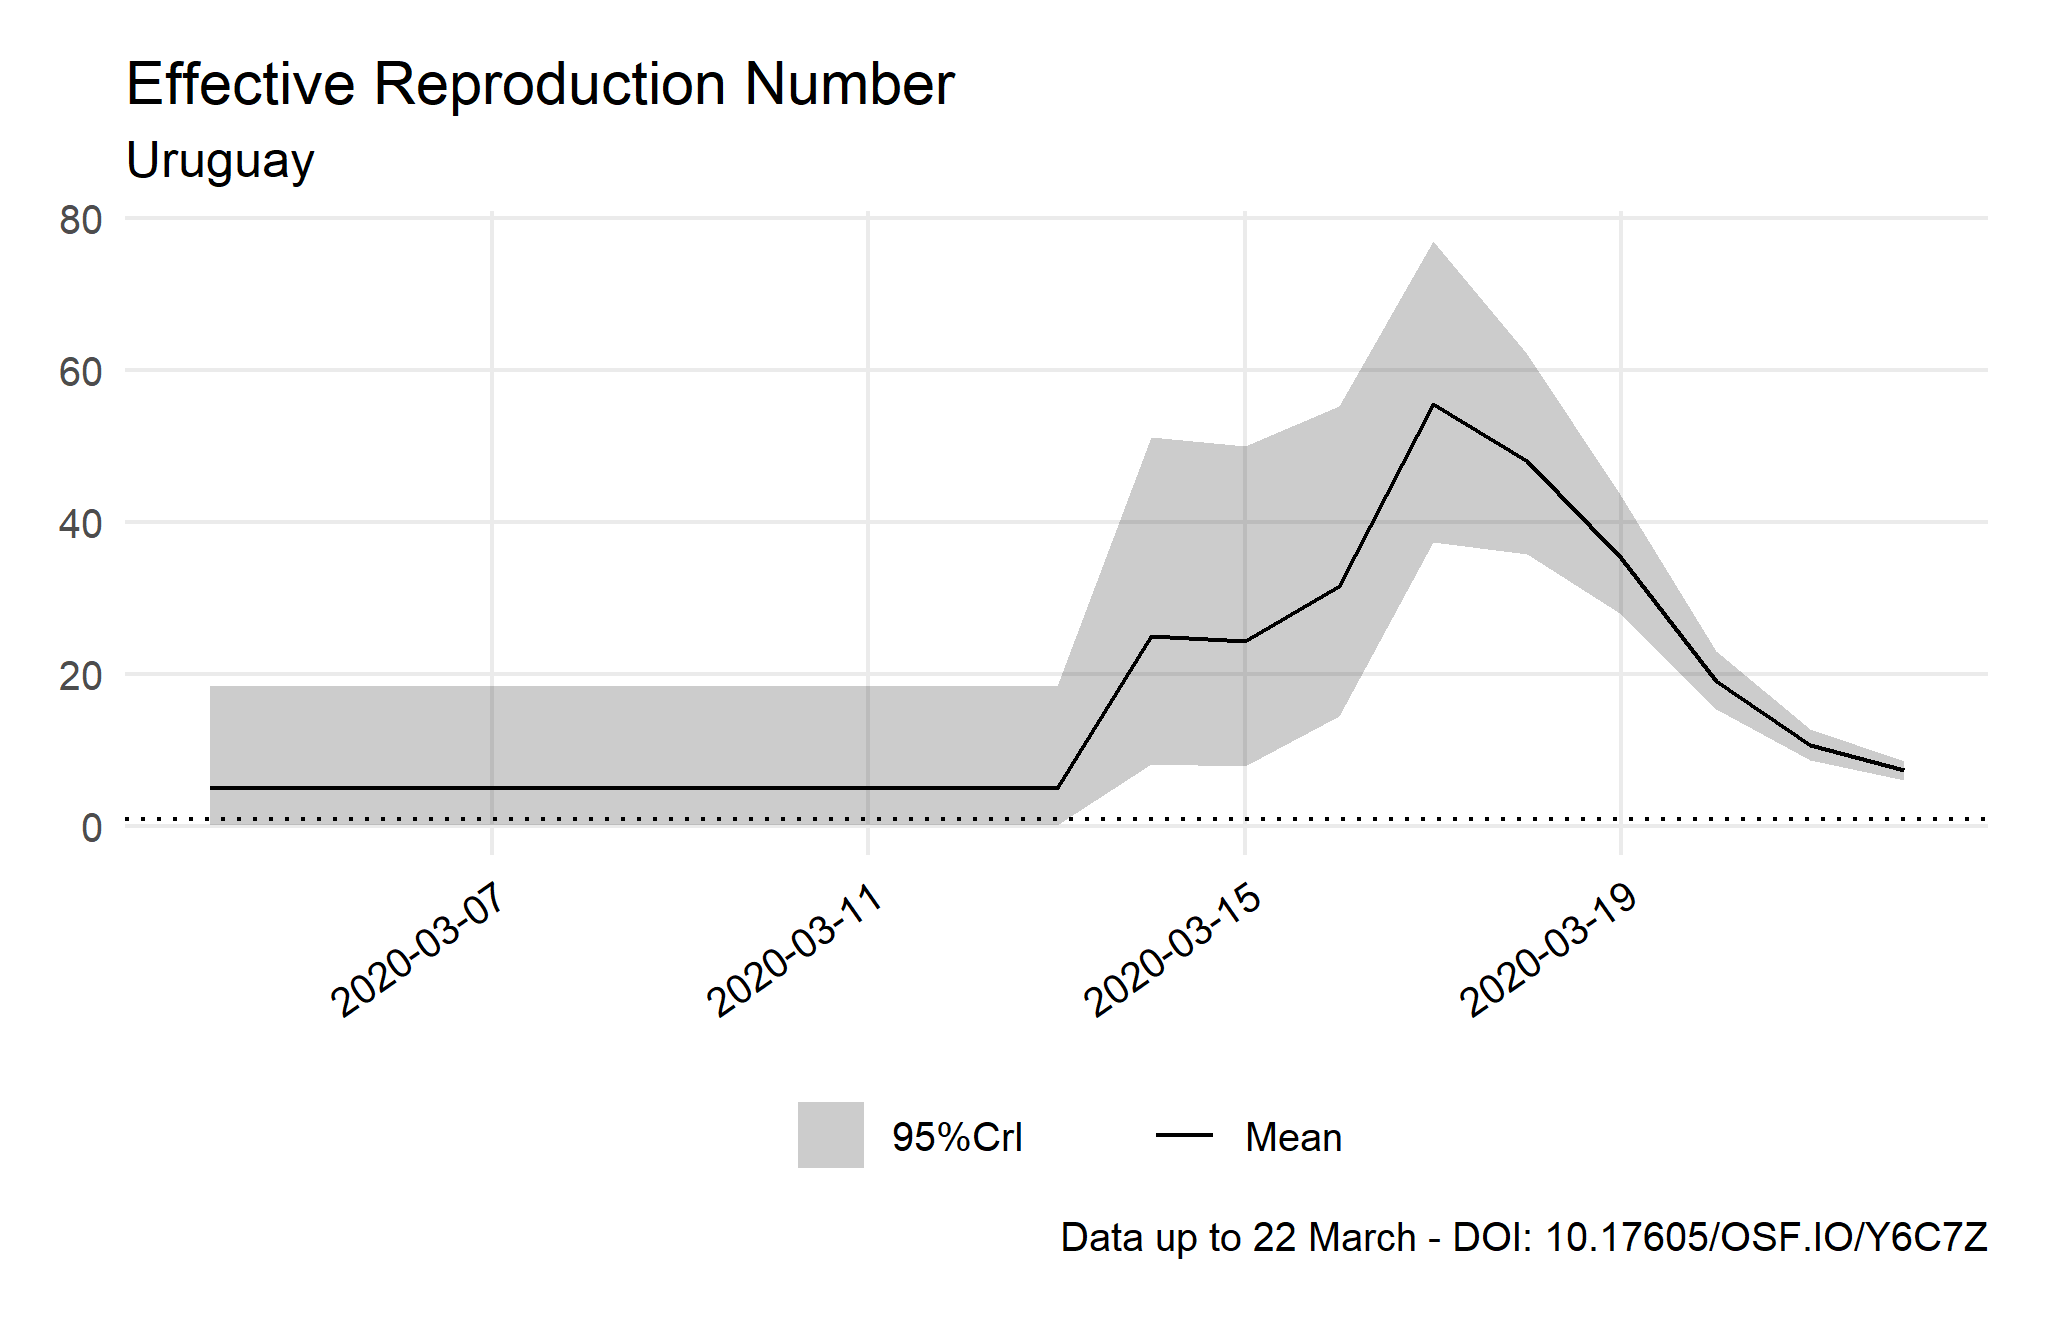 Effective Reproduction Number
Uruguay
80
60
40
20
0
2020-03-07
2020-03-11
2020-03-15
2020-03-19
95%CrI
Mean
Data up to 22 March - DOI: 10.17605/OSF.IO/Y6C7Z